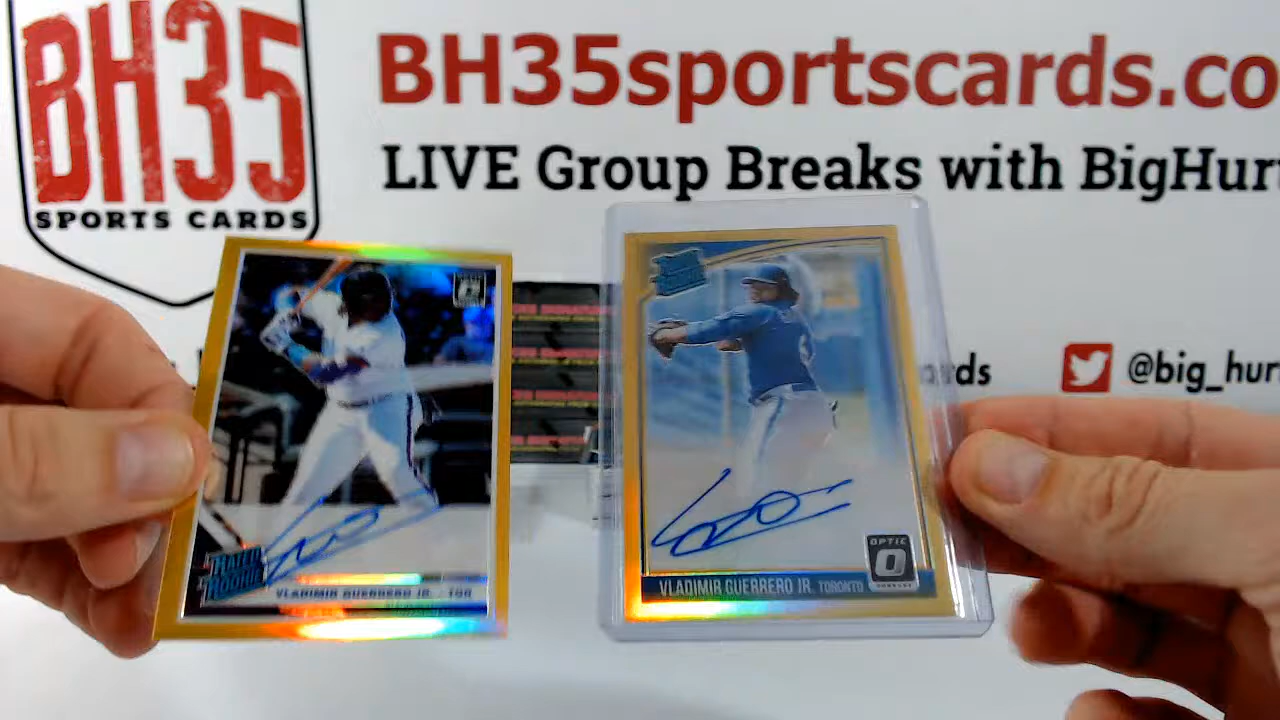 BH35
SPORTS CARDS
BH35sportscards.co
LIVE Group Breaks with BigHurt
@big_hur
rds
RATED
ROOKIE
VLADIMIR GUERRERO JR. TOR
Rated
Rookie
VLADIMIR GUERRERO JR. TORONTO
OPTIC